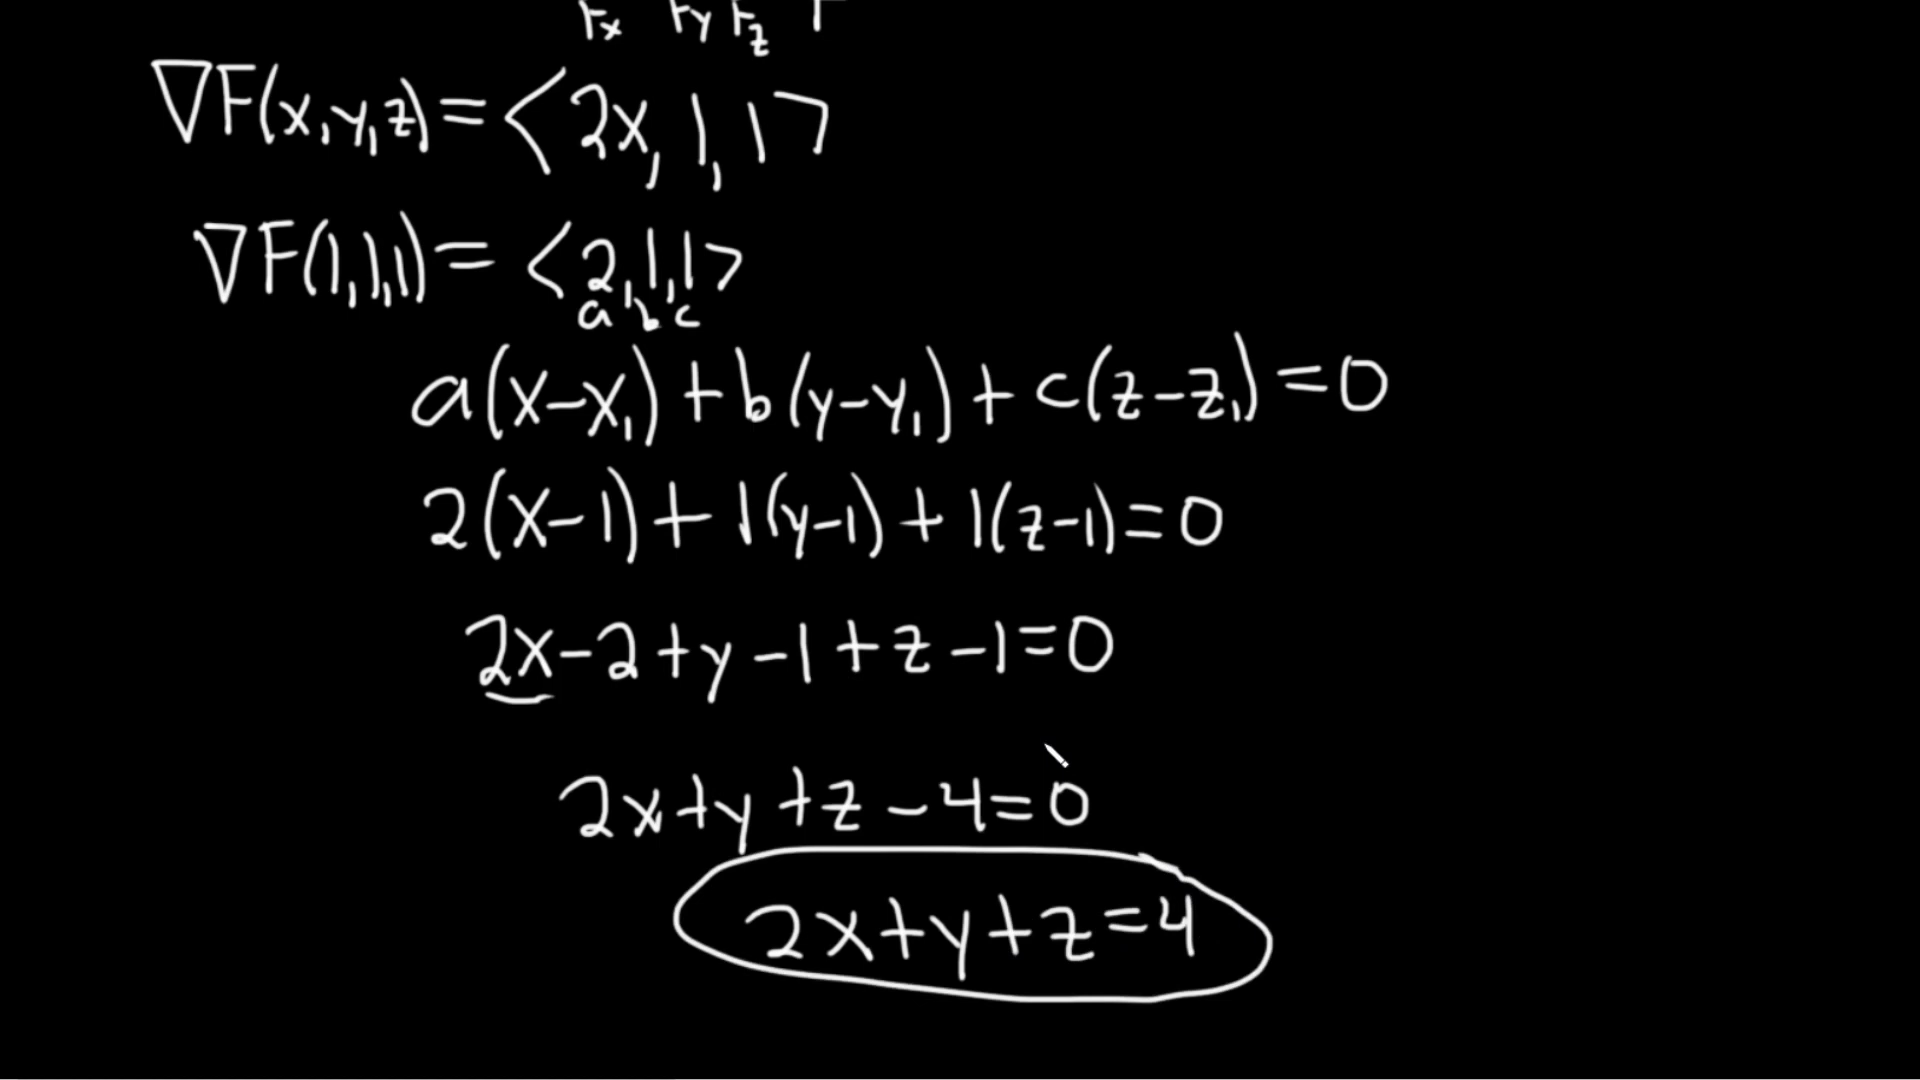 Fx Fy Fz
∇F(x,y,z) = <2x, 1, 1>
∇F(1,1,1) = <2,1,1>
a b c
a(x-x₁) + b(y-y₁) + c(z-z₁) = 0
2(x-1) + 1(y-1) + 1(z-1) = 0
2x-2+y-1+z-1=0
2x+y+z-4=0
2x+y+z=4